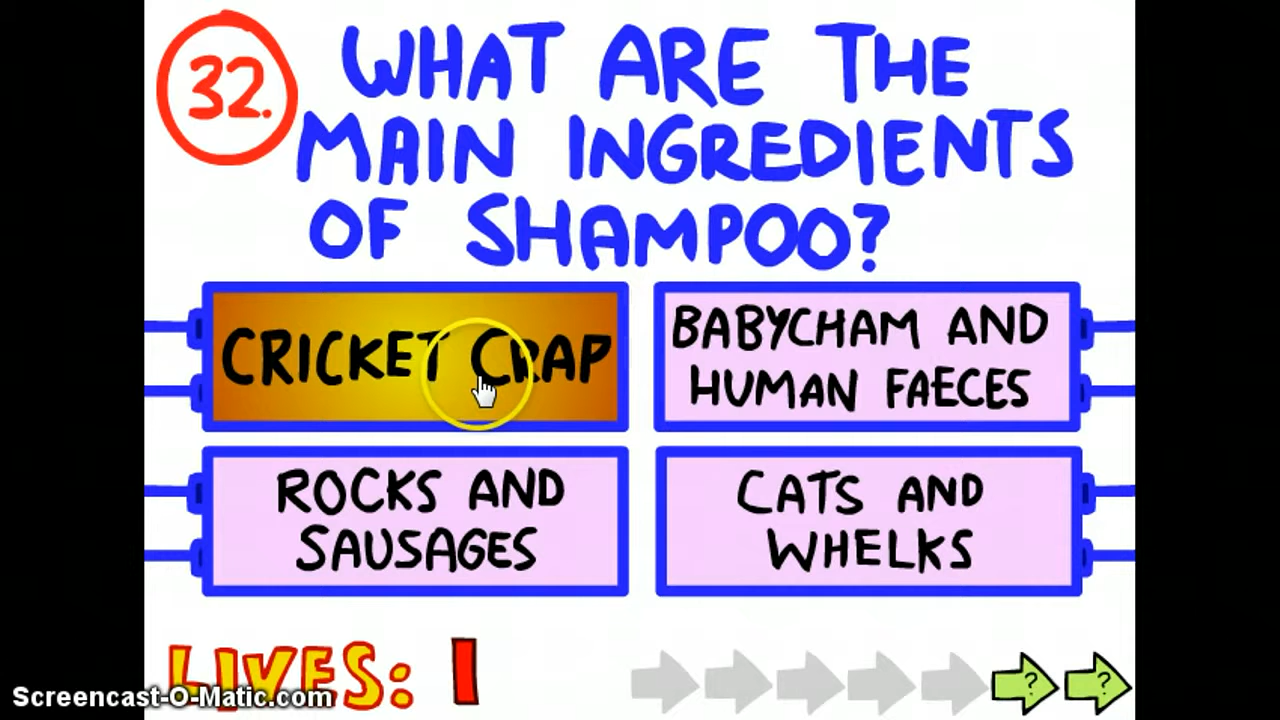 32. WHAT ARE THE
MAIN INGREDIENTS
OF SHAMPOO?
CRICKET CRAP
BABYCHAM AND
HUMAN FAECES
ROCKS AND
SAUSAGES
CATS AND
WHELKS
LIVES: 1
? ?
Screencast-O-Matic.com